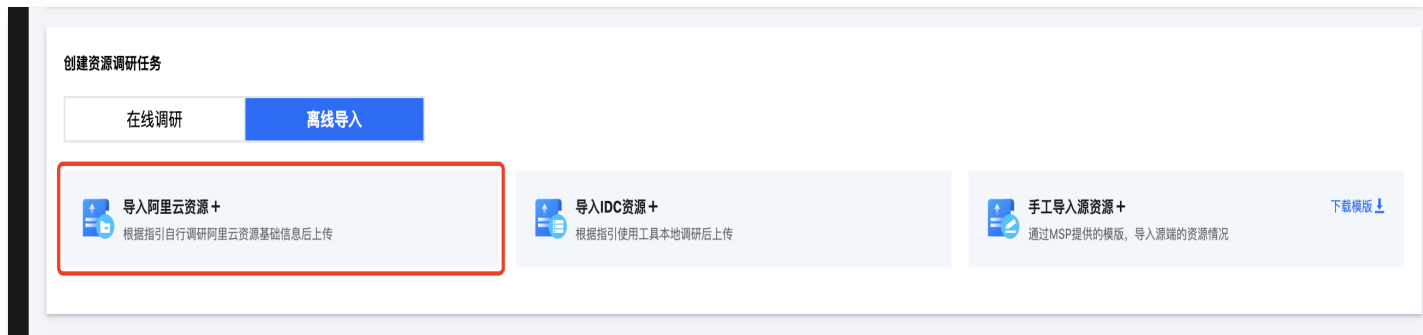 创建资源调研任务
在线调研
离线导入
导入阿里云资源+
根据指引自行调研阿里云资源基础信息后上传
导入IDC资源+
根据指引使用工具本地调研后上传
手工导入源资源+
下载模版
通过MSP提供的模版，导入源端的资源情况